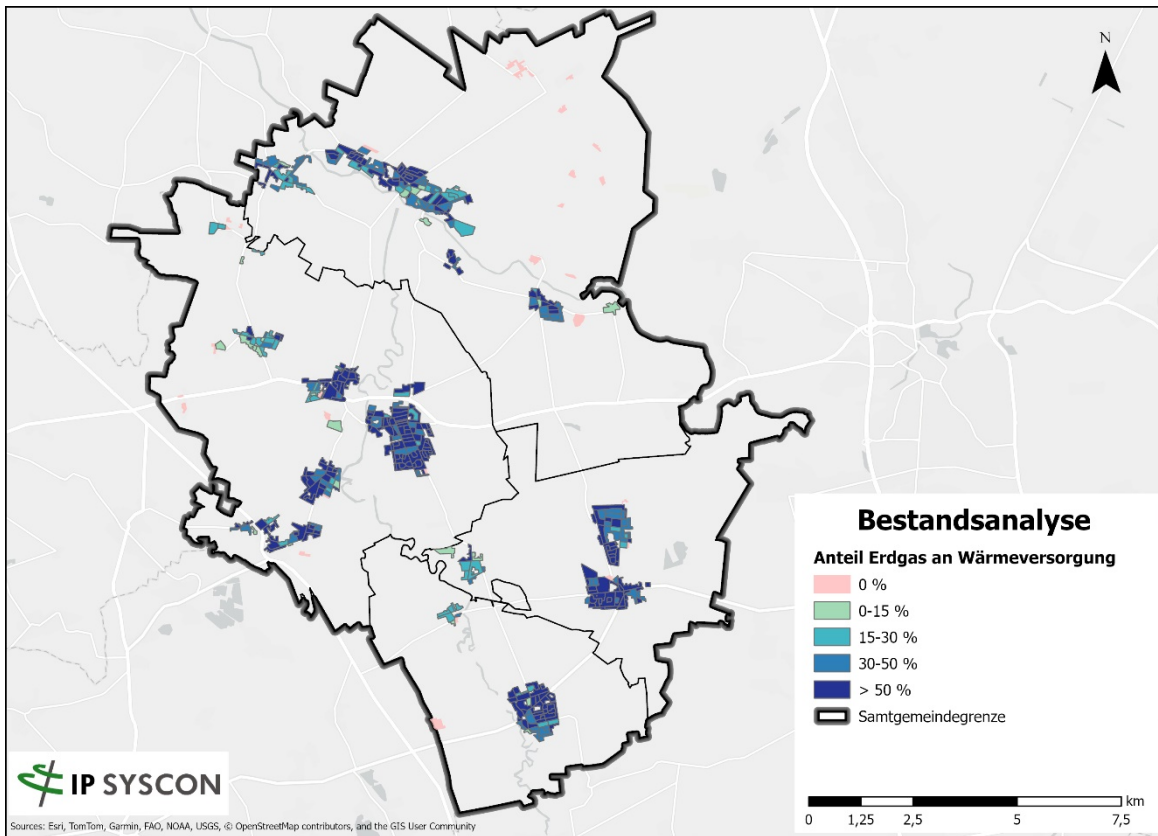 N
Bestandsanalyse
Anteil Erdgas an Wärmeversorgung
0 %
0-15 %
15-30 %
30-50 %
> 50 %
Samtgemeindegrenze
km
0 1,25 2,5 5 7,5
IP SYSCON
Sources: Esri, TomTom, Garmin, FAO, NOAA, USGS, © OpenStreetMap contributors, and the GIS User Community